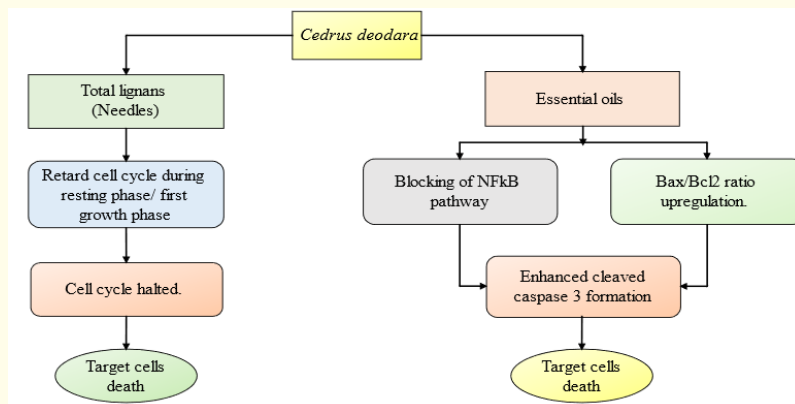 Cedrus deodara
Total lignans
(Needles)
Retard cell cycle during
resting phase/ first
growth phase
Cell cycle halted.
Target cells
death
Essential oils
Blocking of NFkB
pathway
Bax/Bcl2 ratio
upregulation.
Enhanced cleaved
caspase 3 formation
Target cells
death